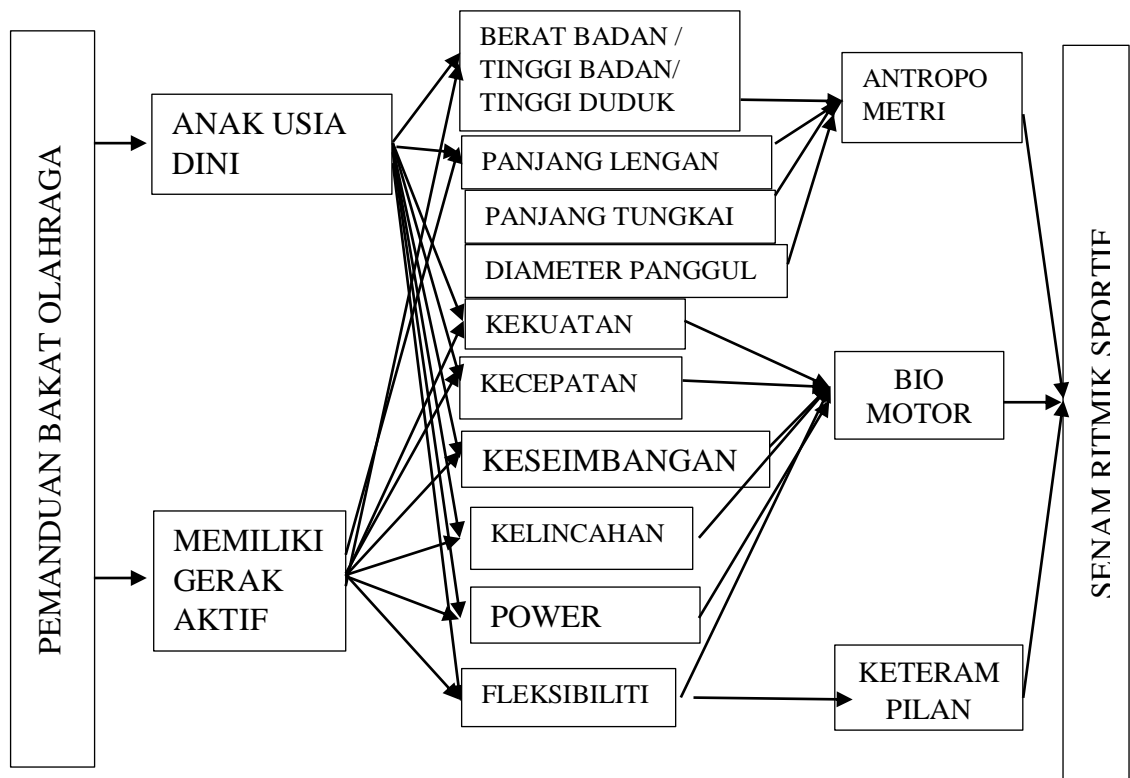 PEMANDUAN BAKAT OLAHRAGA
ANAK USIA
DINI
MEMILIKI
GERAK
AKTIF
BERAT BADAN /
TINGGI BADAN/
TINGGI DUDUK
PANJANG LENGAN
PANJANG TUNGKAI
DIAMETER PANGGUL
KEKUATAN
KECEPATAN
KESEIMBANGAN
KELINCAHAN
POWER
FLEKSIBILITI
ANTROPO
METRI
BIO
MOTOR
KETERAM
PILAN
SENAM RITMIK SPORTIF